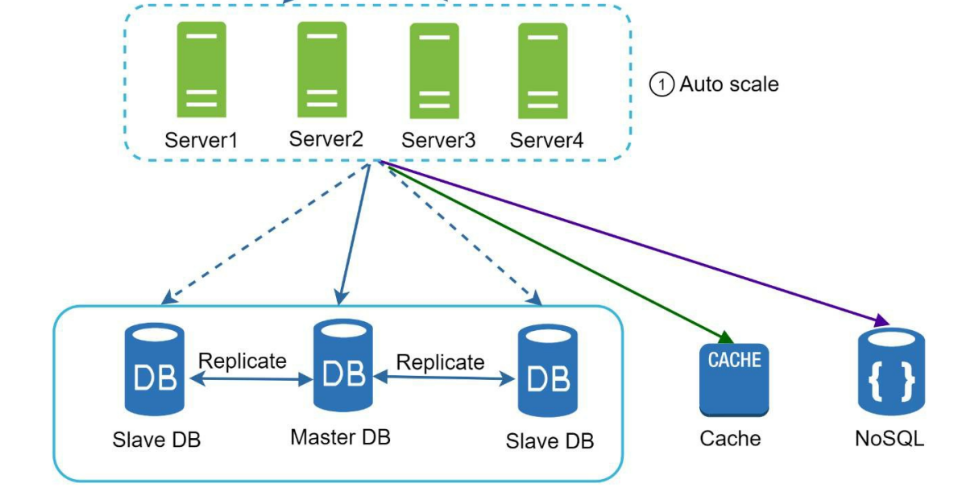 ① Auto scale
Server1
Server2
Server3
Server4
Replicate
Replicate
DB
DB
DB
CACHE
{ }
Slave DB
Master DB
Slave DB
Cache
NoSQL